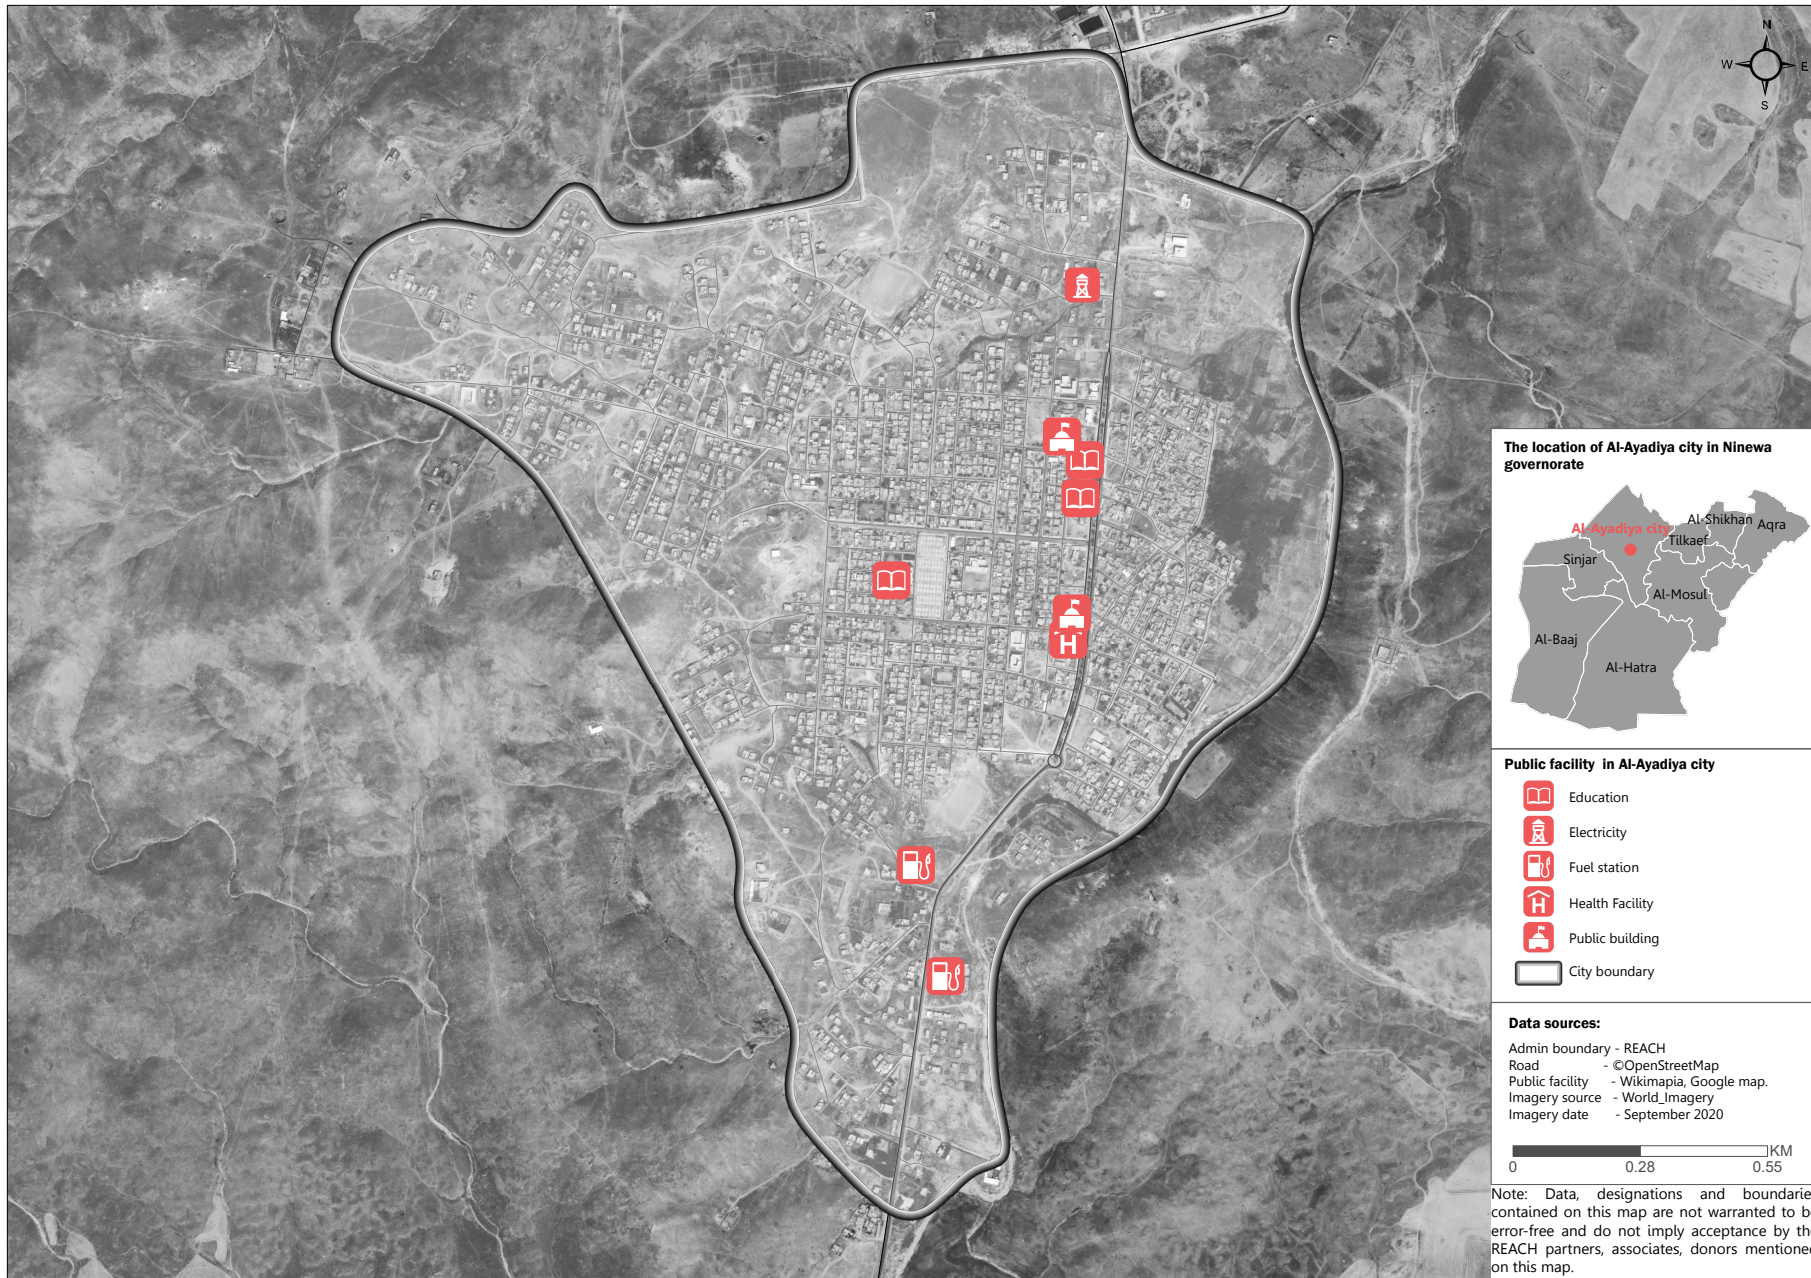 N
W E
S
The location of Al-Ayadiya city in Ninewa
governorate
Al-Shikhan
Aqra
Al-Ayadiya city
Tilkaef
Sinjar
Al-Mosul
Al-Baaj
Al-Hatra
Public facility in Al-Ayadiya city
Education
Electricity
Fuel station
H Health Facility
Public building
City boundary
H
Data sources:
Admin boundary - REACH
Road - ©OpenStreetMap
Public facility - Wikimapia, Google map.
Imagery source - World_Imagery
Imagery date - September 2020
KM
0 0.28 0.55
Note: Data, designations and boundarie
contained on this map are not warranted to b
error-free and do not imply acceptance by th
REACH partners, associates, donors mentione
on this map.